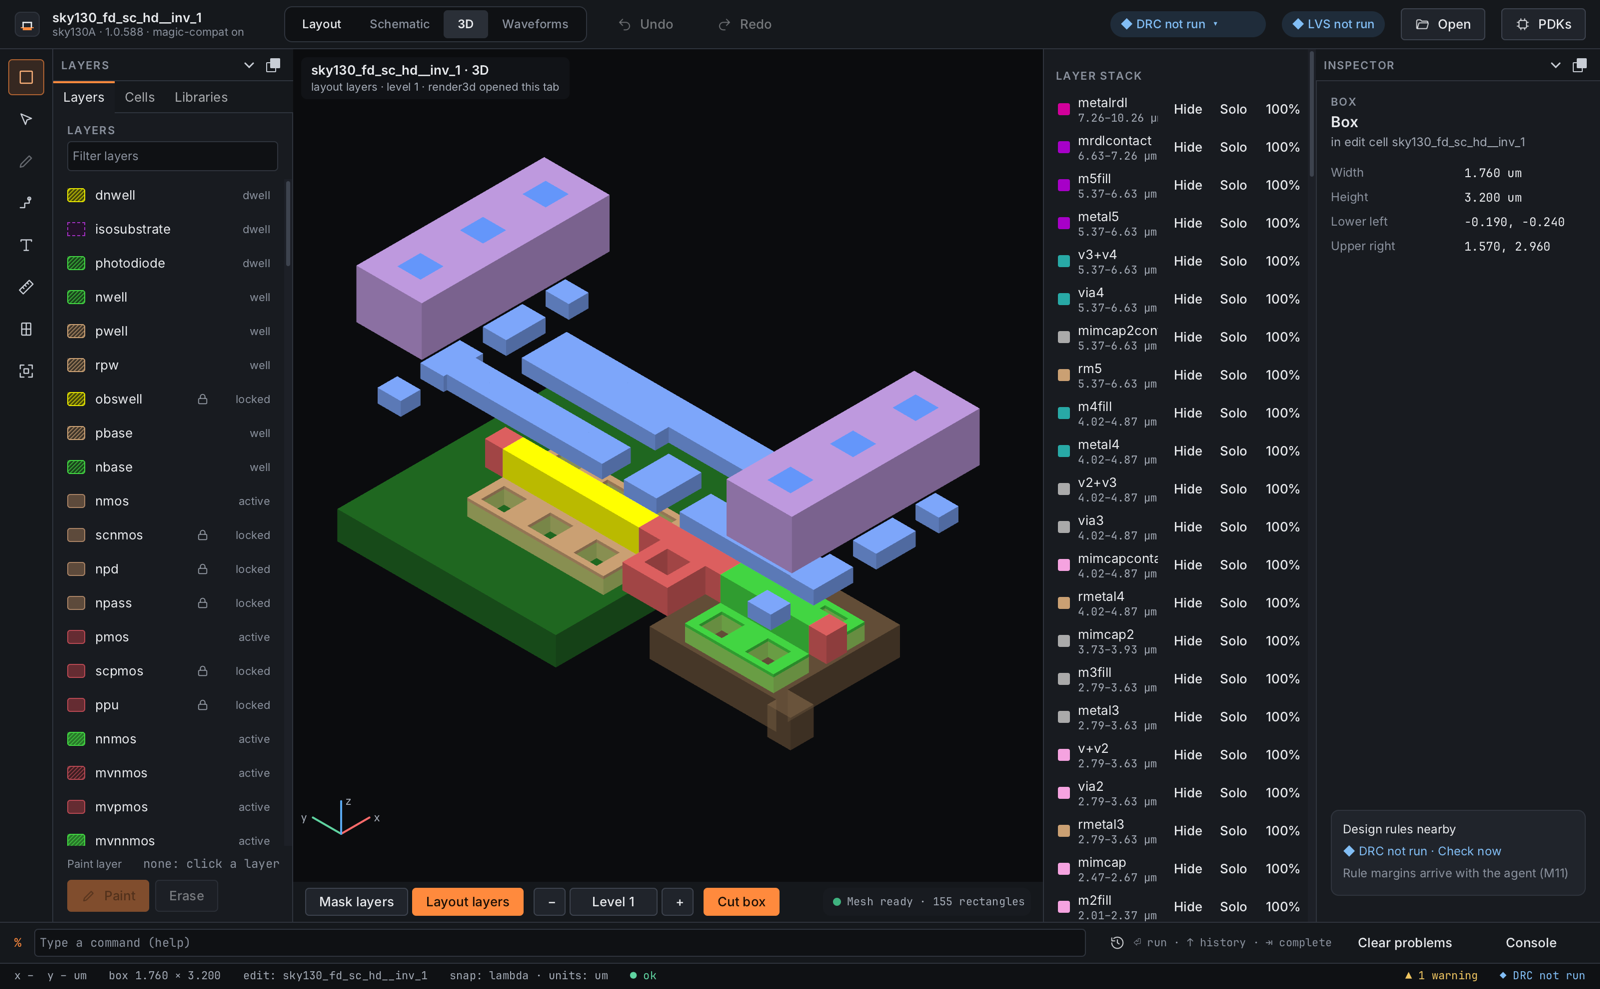 sky130_fd_sc_hd__inv_1
sky130A · 1.0.588 · magic-compat on
Layout Schematic 3D Waveforms Undo Redo
DRC not run LVS not run Open PDKs
LAYERS
Layers Cells Libraries
LAYERS
Filter layers
dnwell dwell
isosubstrate dwell
photodiode dwell
nwell well
pwell well
rpw well
obswell locked
pbase well
nbase well
nmos active
scnmos locked
npd locked
npass locked
pmos active
scpmos locked
ppu locked
nnmos active
mvnmos active
mvpmos active
mvnnmos active
Paint layer none: click a layer
Paint Erase
sky130_fd_sc_hd__inv_1 · 3D
layout layers · level 1 · render3d opened this tab
z
y x
Mask layers Layout layers − Level 1 + Cut box Mesh ready · 155 rectangles
LAYER STACK
metalrdl Hide Solo 100%
7.26–10.26 μ
mrdlcontact Hide Solo 100%
6.63–7.26 μm
m5fill Hide Solo 100%
5.37–6.63 μm
metal5 Hide Solo 100%
5.37–6.63 μm
v3+v4 Hide Solo 100%
5.37–6.63 μm
via4 Hide Solo 100%
5.37–6.63 μm
mimcap2con Hide Solo 100%
5.37–6.63 μm
rm5 Hide Solo 100%
5.37–6.63 μm
m4fill Hide Solo 100%
4.02–4.87 μm
metal4 Hide Solo 100%
4.02–4.87 μm
v2+v3 Hide Solo 100%
4.02–4.87 μm
via3 Hide Solo 100%
4.02–4.87 μm
mimcapconta Hide Solo 100%
4.02–4.87 μm
rmetal4 Hide Solo 100%
4.02–4.87 μm
mimcap2 Hide Solo 100%
3.73–3.93 μm
m3fill Hide Solo 100%
2.79–3.63 μm
metal3 Hide Solo 100%
2.79–3.63 μm
v+v2 Hide Solo 100%
2.79–3.63 μm
via2 Hide Solo 100%
2.79–3.63 μm
rmetal3 Hide Solo 100%
2.79–3.63 μm
mimcap Hide Solo 100%
2.47–2.67 μm
m2fill Hide Solo 100%
2.01–2.37 μm
INSPECTOR
BOX
Box
in edit cell sky130_fd_sc_hd__inv_1
Width 1.760 um
Height 3.200 um
Lower left -0.190, -0.240
Upper right 1.570, 2.960
Design rules nearby
DRC not run · Check now
Rule margins arrive with the agent (M11)
% Type a command (help) ⏎ run · ↑ history · ⇥ complete Clear problems Console
x – y – um box 1.760 × 3.200 edit: sky130_fd_sc_hd__inv_1 snap: lambda · units: um ok ▲ 1 warning ◆ DRC not run